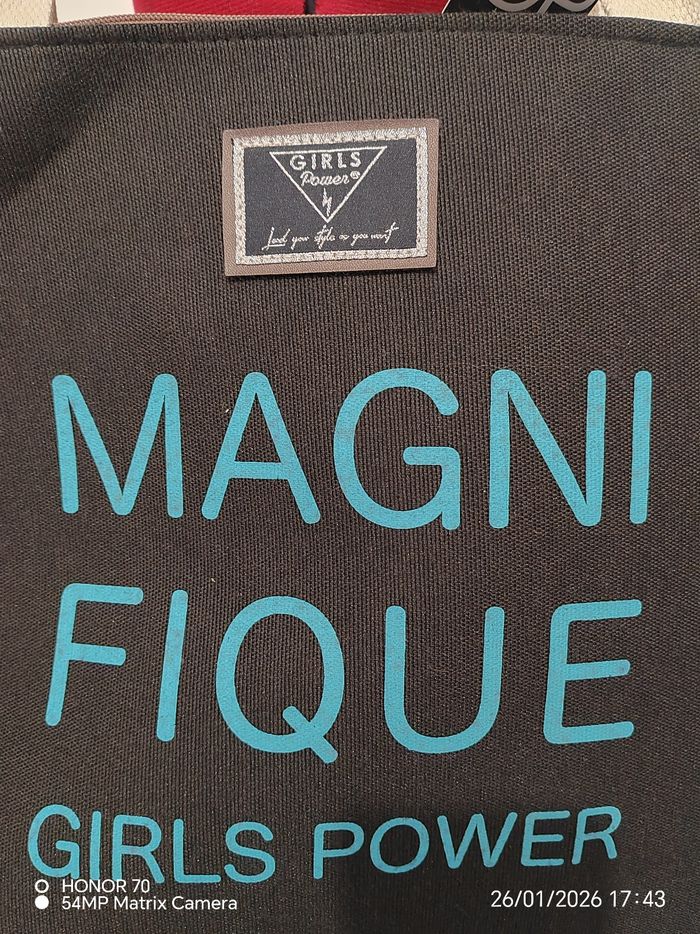 GIRLS
Power®
Lead your style as you want
MAGNI
FIQUE
GIRLS POWER
HONOR 70
54MP Matrix Camera
26/01/2026 17:43